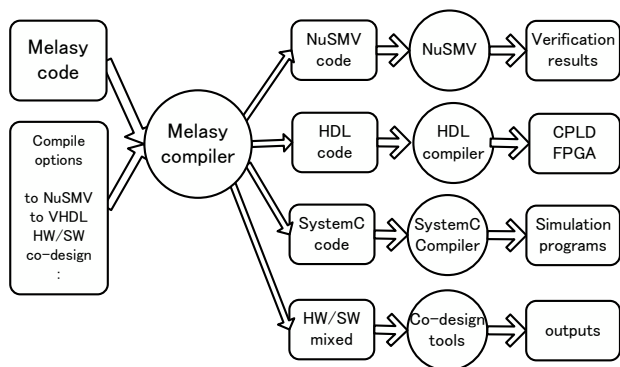 Melasy
code
Compile
options
to NuSMV
to VHDL
HW/SW
co-design
:
Melasy
compiler
NuSMV
code
NuSMV
Verification
results
HDL
code
HDL
compiler
CPLD
FPGA
SystemC
code
SystemC
Compiler
Simulation
programs
HW/SW
mixed
Co-design
tools
outputs